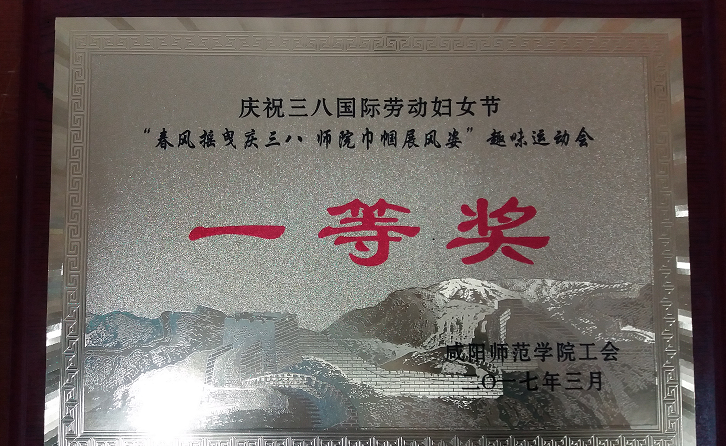 庆祝三八国际劳动妇女节
“春风摇曳庆三八 师院巾帼展风姿”趣味运动会
一等奖
咸阳师范学院工会
二〇一七年三月